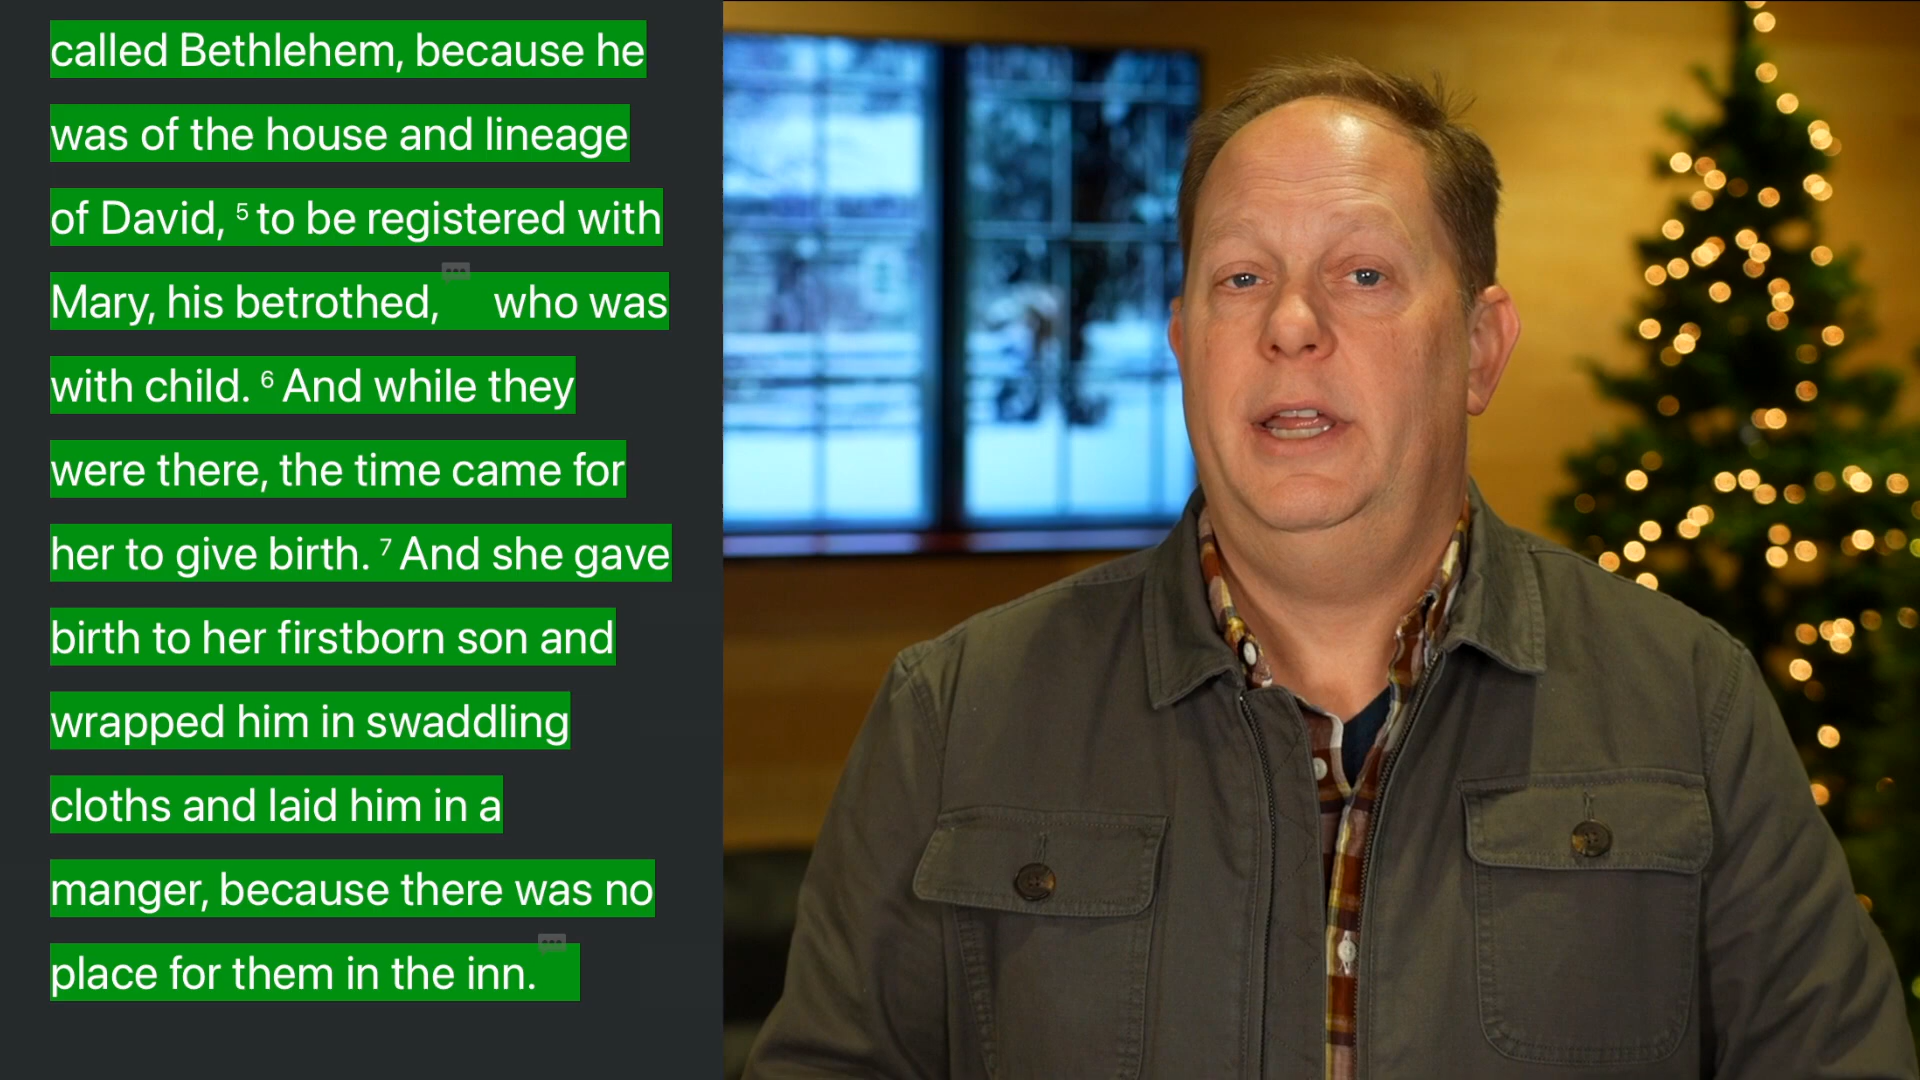 called Bethlehem, because he
was of the house and lineage
of David, 5 to be registered with
Mary, his betrothed, who was
with child. 6 And while they
were there, the time came for
her to give birth. 7 And she gave
birth to her firstborn son and
wrapped him in swaddling
cloths and laid him in a
manger, because there was no
place for them in the inn.